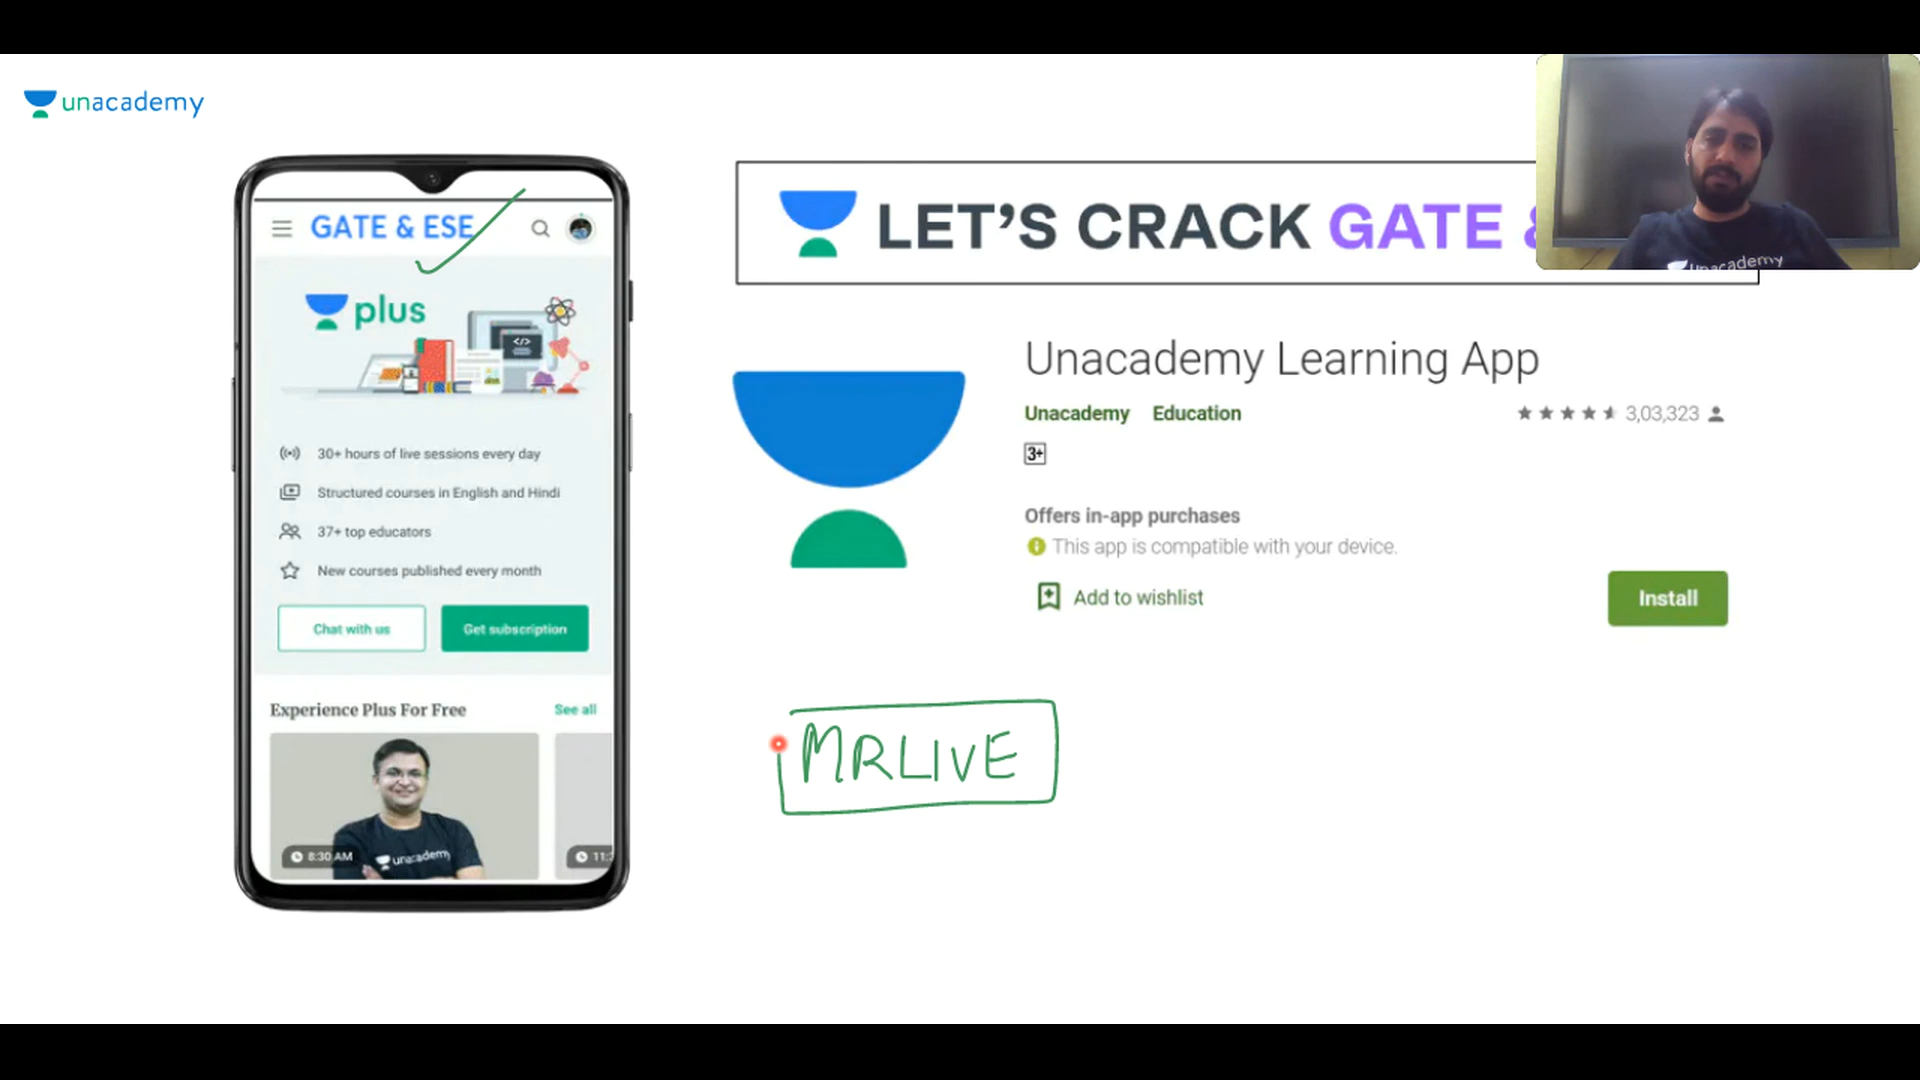 unacademy
GATE & ESE
plus
30+ hours of live sessions every day
Structured courses in English and Hindi
37+ top educators
New courses published every month
Chat with us
Get subscription
Experience Plus For Free
See all
8:30 AM
unacademy
LET'S CRACK GATE
unacademy
Unacademy Learning App
Unacademy Education
3,03,323
3+
Offers in-app purchases
This app is compatible with your device.
Add to wishlist
Install
MRLIVE